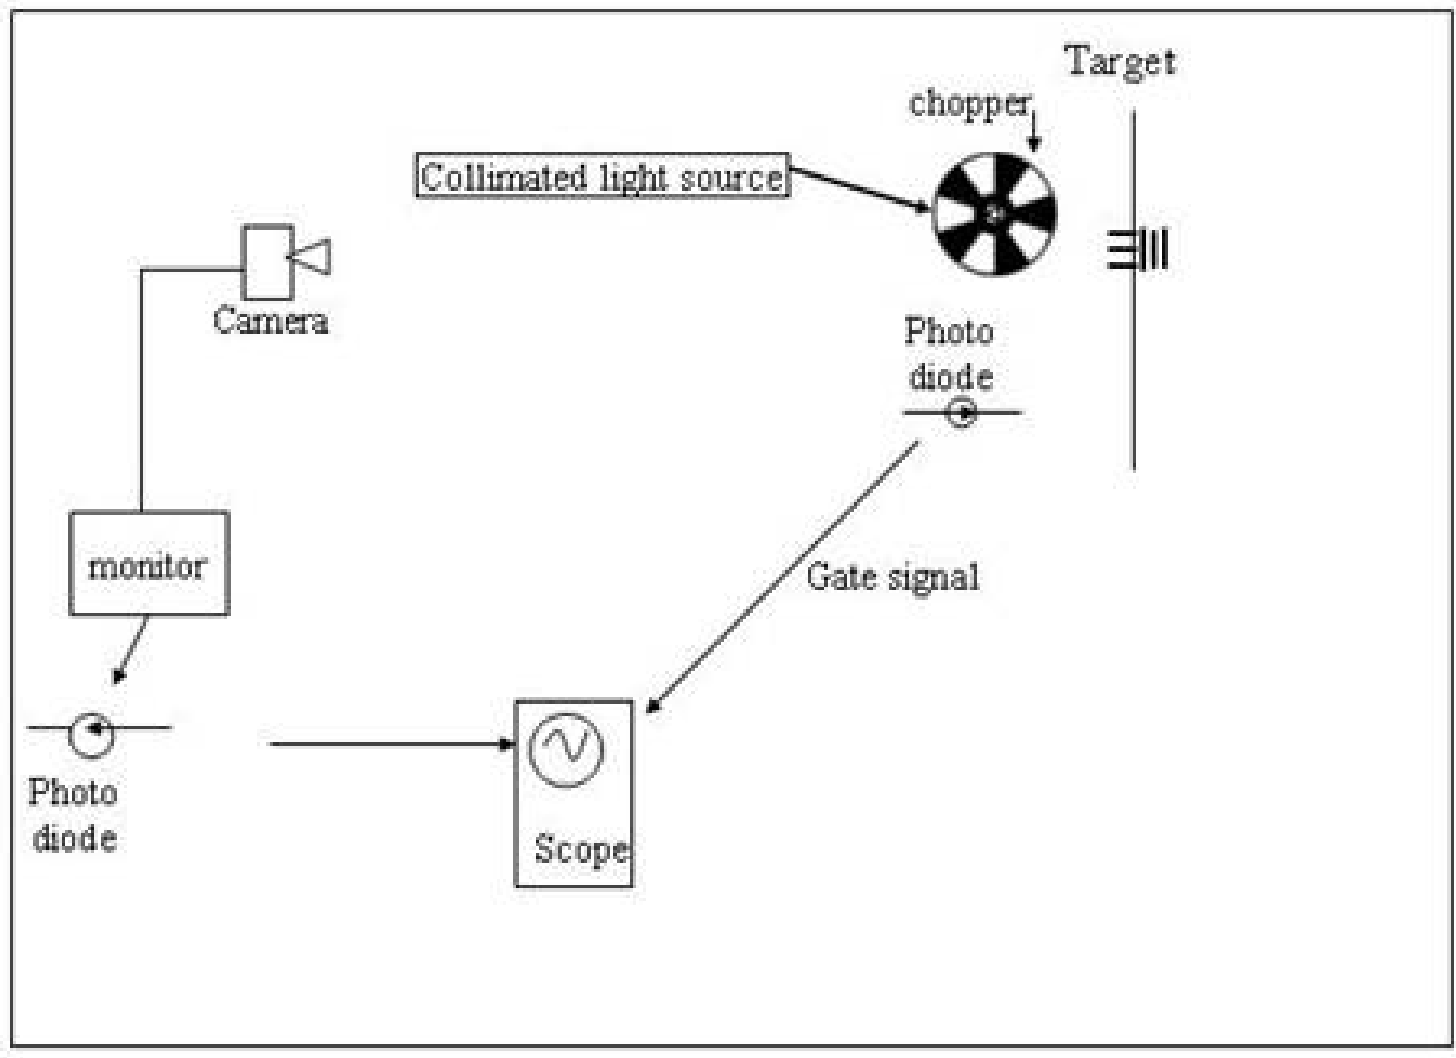 Target
chopper
Collimated light source
Camera
Photo
diode
monitor
Gate signal
Photo
diode
Scope